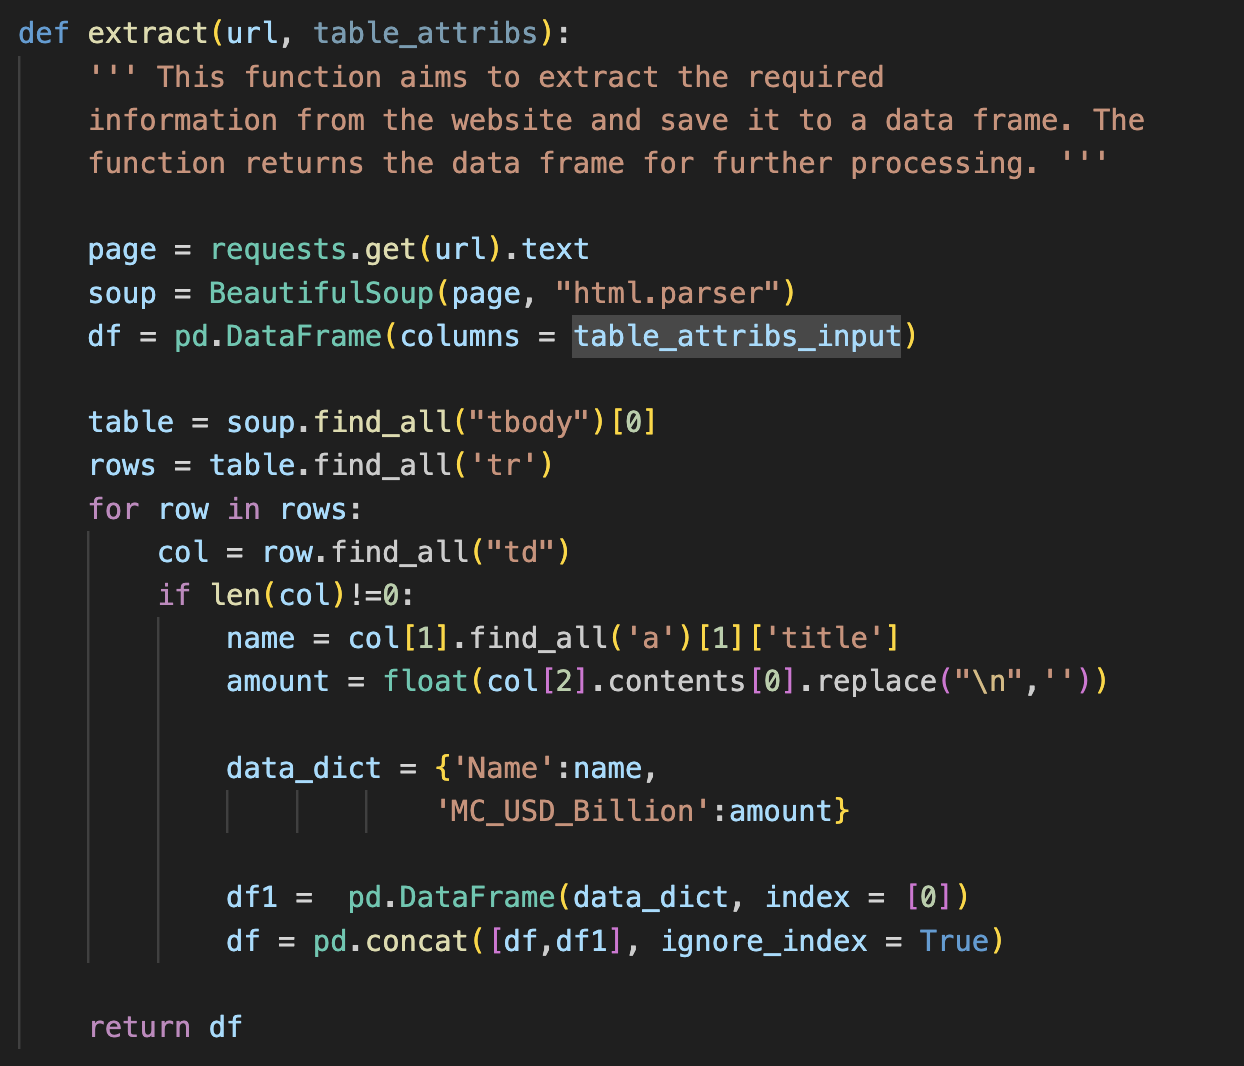 def extract(url, table_attribs):
    ''' This function aims to extract the required
    information from the website and save it to a data frame. The
    function returns the data frame for further processing. '''

    page = requests.get(url).text
    soup = BeautifulSoup(page, "html.parser")
    df = pd.DataFrame(columns = table_attribs_input)

    table = soup.find_all("tbody")[0]
    rows = table.find_all('tr')
    for row in rows:
        col = row.find_all("td")
        if len(col)!=0:
            name = col[1].find_all('a')[1]['title']
            amount = float(col[2].contents[0].replace("\n",''))

            data_dict = {'Name':name,
                        'MC_USD_Billion':amount}

            df1 =  pd.DataFrame(data_dict, index = [0])
            df = pd.concat([df,df1], ignore_index = True)

    return df